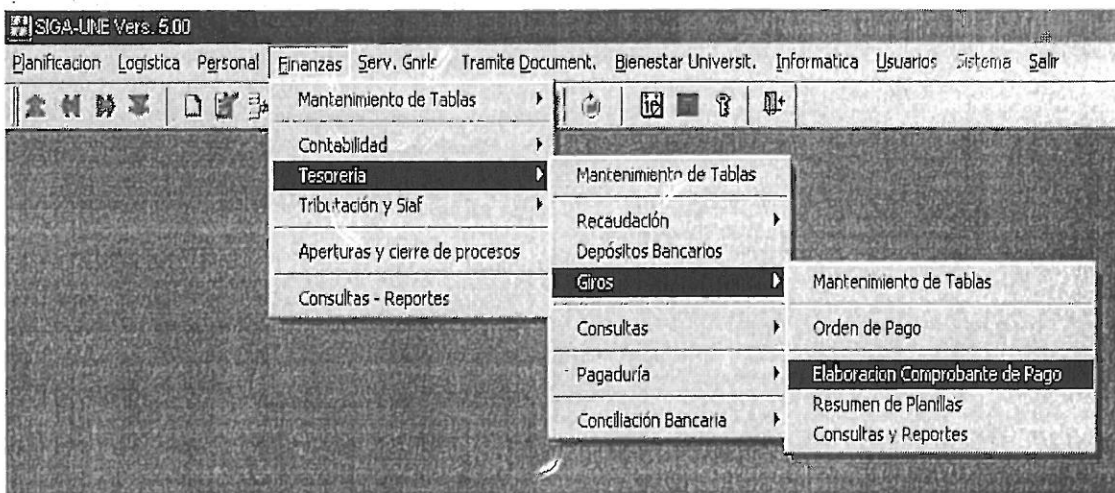 SIGA-UNE Vers. 5.00
Planificacion Logistica Personal Finanzas Serv. Gnrls Tramite Document. Bienestar Universit. Informatica Usuarios Sistema Salir
Mantenimiento de Tablas
Contabilidad
Tesoreria
Tributación y Siaf
Aperturas y cierre de procesos
Consultas - Reportes
Mantenimiento de Tablas
Recaudación
Depósitos Bancarios
Giros
Consultas
Pagaduría
Conciliación Bancaria
Mantenimiento de Tablas
Orden de Pago
Elaboracion Comprobante de Pago
Resumen de Planillas
Consultas y Reportes